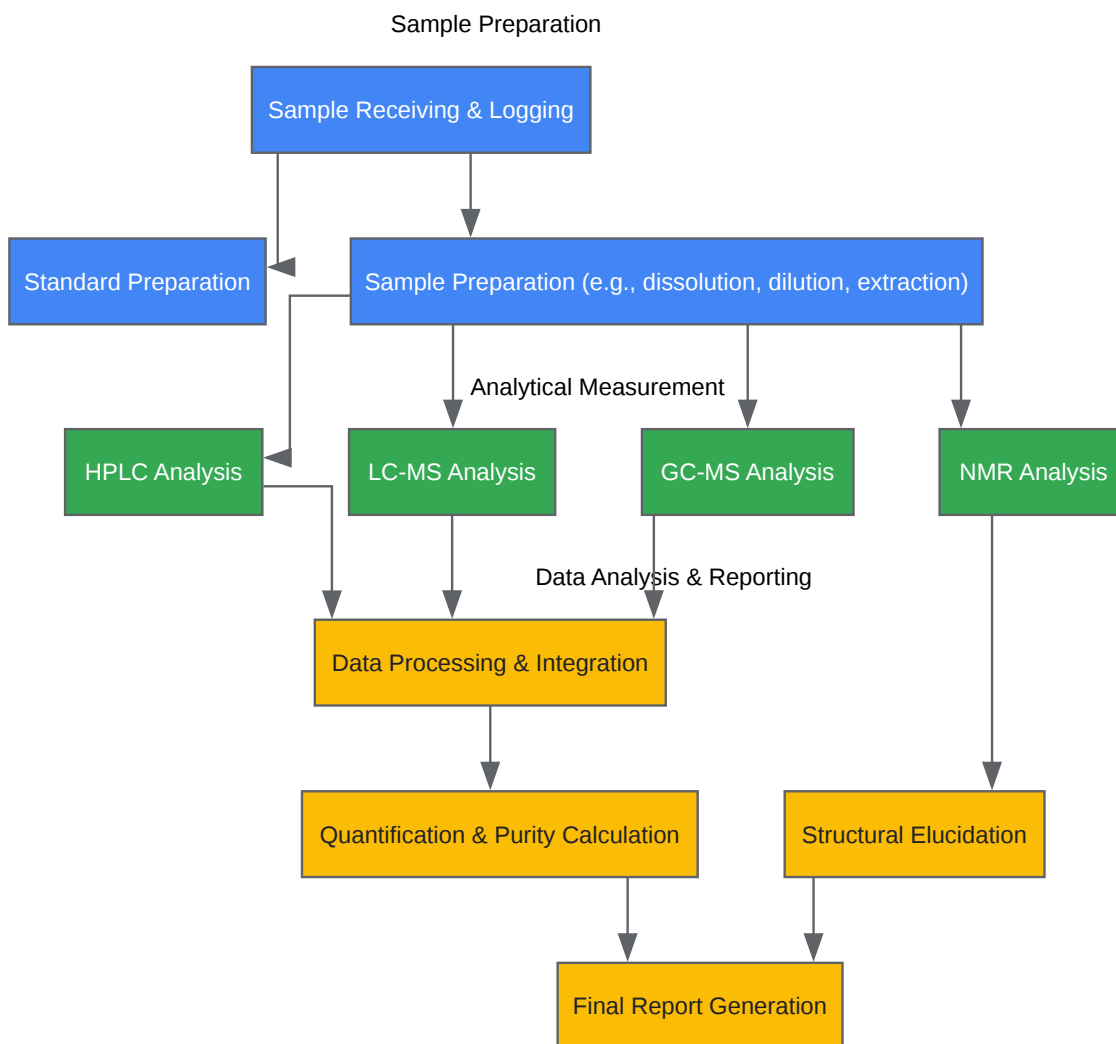 Sample Preparation
Sample Receiving & Logging
Standard Preparation
Sample Preparation (e.g., dissolution, dilution, extraction)
Analytical Measurement
HPLC Analysis
LC-MS Analysis
GC-MS Analysis
NMR Analysis
Data Analysis & Reporting
Data Processing & Integration
Quantification & Purity Calculation
Structural Elucidation
Final Report Generation